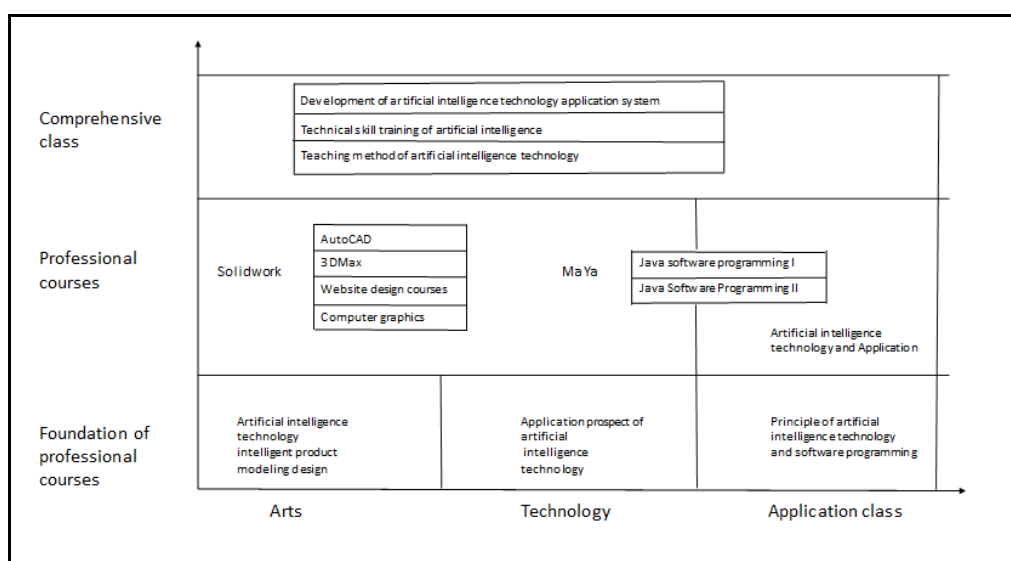 Comprehensive
class
Development of artificial intelligence technology application system
Technical skill training of artificial intelligence
Teaching method of artificial intelligence technology
Professional
courses
Solidwork
AutoCAD
3DMax
Website design courses
Computer graphics
MaYa
Java software programming I
Java Software Programming II
Artificial intelligence
technology and Application
Foundation of
professional
courses
Artificial intelligence
technology
intelligent product
modeling design
Application prospect of
artificial
intelligence
technology
Principle of artificial
intelligence technology
and software programming
Arts
Technology
Application class